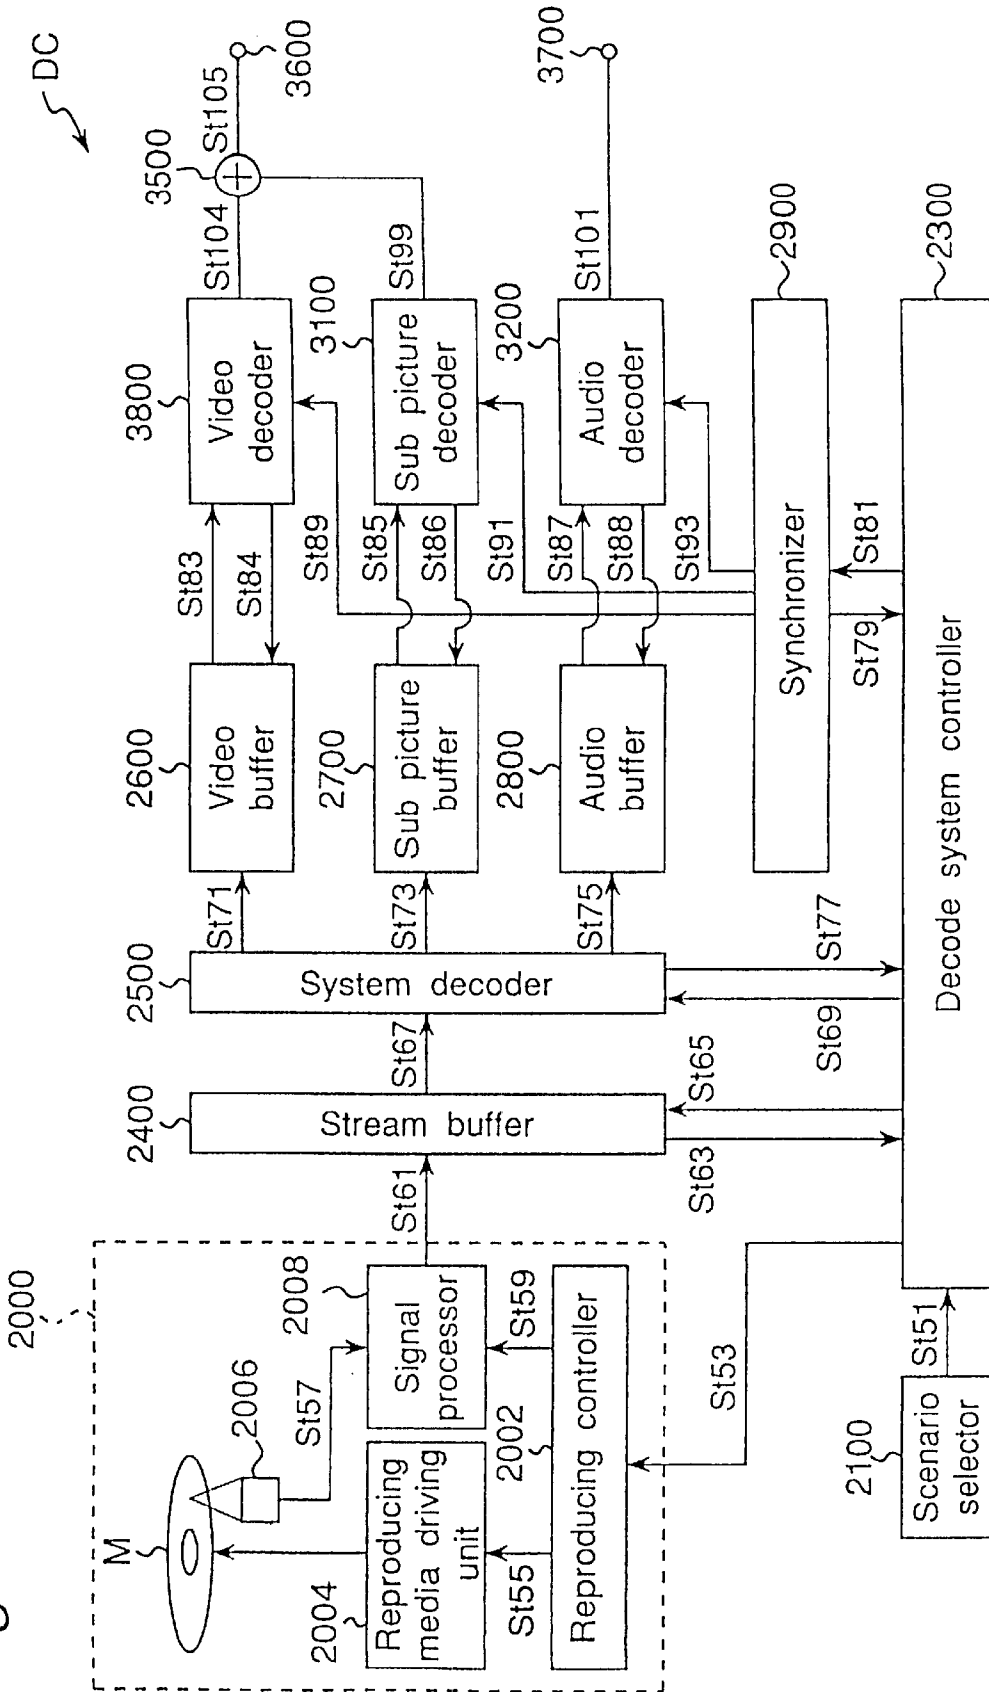 DC
2000
M
2006
St57
2004
Reproducing
media driving
unit
2008
Signal
processor
St55
2002
St59
Reproducing controller
St61
2400
Stream buffer
St63
St65
St67
2500
System decoder
St69
St77
St71
St73
St75
2600
Video
buffer
2700
Sub picture
buffer
2800
Audio
buffer
St83
St84
St89
St85
St86
St91
St87
St88
St93
3800
Video
decoder
3100
Sub picture
decoder
3200
Audio
decoder
St104
3500
St105
3600
St99
St101
3700
Synchronizer
2900
St79
St81
Decode system controller
2300
St53
2100
Scenario
selector
St51